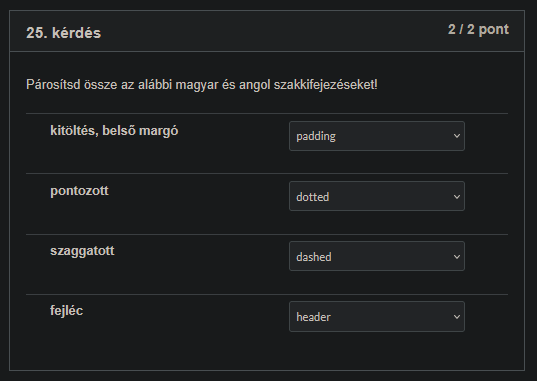 25. kérdés
2 / 2 pont
Párosítsd össze az alábbi magyar és angol szakkifejezéseket!
kitöltés, belső margó
padding
pontozott
dotted
szaggatott
dashed
fejléc
header